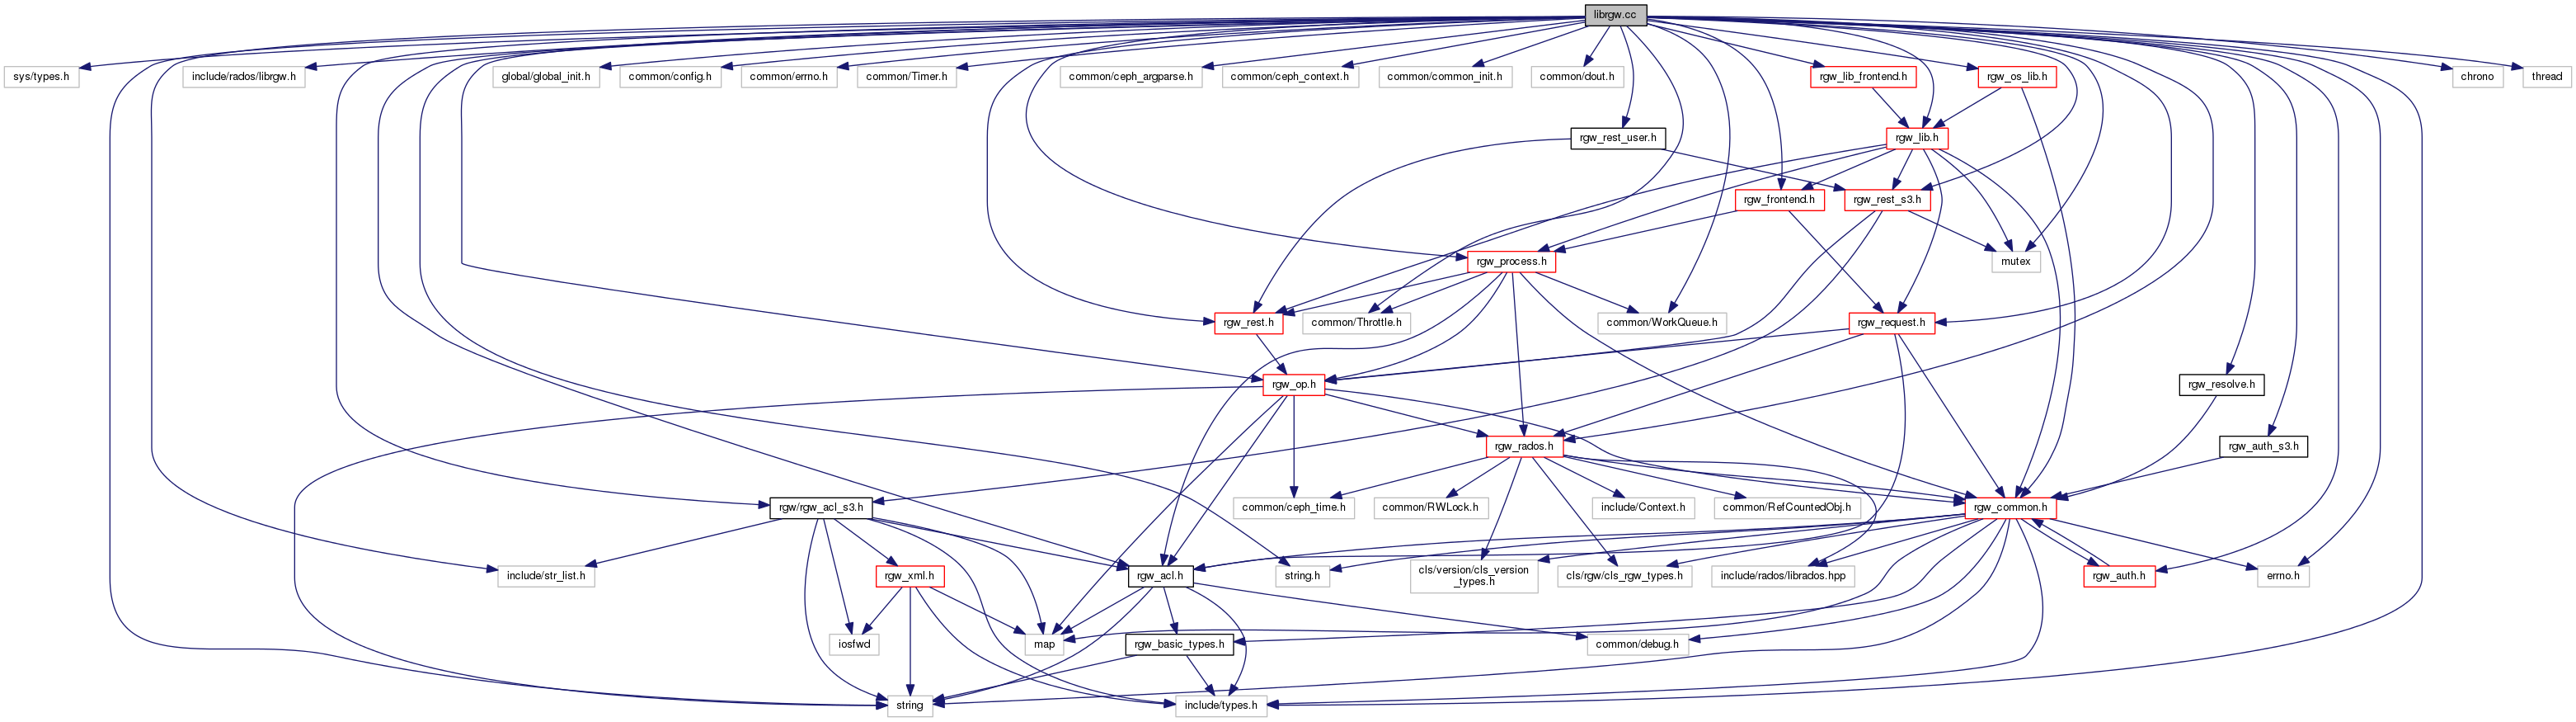 librgw.cc
sys/types.h
include/rados/librgw.h
global/global_init.h
common/config.h
common/errno.h
common/Timer.h
common/ceph_argparse.h
common/ceph_context.h
common/common_init.h
common/dout.h
rgw_lib_frontend.h
rgw_os_lib.h
chrono
thread
rgw_rest_user.h
rgw_lib.h
rgw_frontend.h
rgw_rest_s3.h
rgw_process.h
mutex
rgw_rest.h
common/Throttle.h
common/WorkQueue.h
rgw_request.h
rgw_op.h
rgw_resolve.h
rgw_rados.h
rgw_auth_s3.h
rgw/rgw_acl_s3.h
common/ceph_time.h
common/RWLock.h
include/Context.h
common/RefCountedObj.h
rgw_common.h
include/str_list.h
rgw_xml.h
rgw_acl.h
string.h
cls/version/cls_version
_types.h
cls/rgw/cls_rgw_types.h
include/rados/librados.hpp
rgw_auth.h
errno.h
iosfwd
map
rgw_basic_types.h
common/debug.h
string
include/types.h